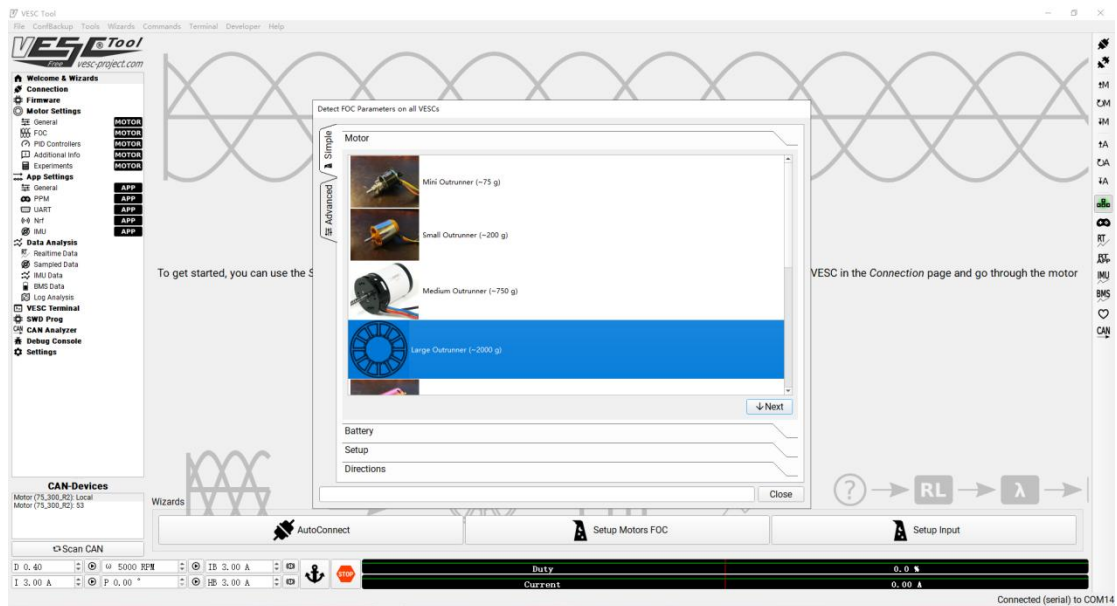 VESC Tool
File ConfBackup Tools Wizards Commands Terminal Developer Help
VESC® Tool
Free vesc-project.com
Welcome & Wizards
Connection
Firmware
Motor Settings
General MOTOR
FOC MOTOR
PID Controllers MOTOR
Additional Info MOTOR
Experiments MOTOR
App Settings
General APP
PPM APP
UART APP
Nrf APP
IMU APP
Data Analysis
Realtime Data
Sampled Data
IMU Data
BMS Data
Log Analysis
VESC Terminal
SWD Prog
CAN Analyzer
Debug Console
Settings
CAN-Devices
Motor (75_300_R2): Local
Motor (75_300_R2): 53
Scan CAN
To get started, you can use the S
VESC in the Connection page and go through the motor
Detect FOC Parameters on all VESCs
Simple
Advanced
Motor
Mini Outrunner (~75 g)
Small Outrunner (~200 g)
Medium Outrunner (~750 g)
Large Outrunner (~2000 g)
Next
Battery
Setup
Directions
Close
? RL λ
Wizards
AutoConnect
Setup Motors FOC
Setup Input
D 0.40 ω 5000 RPM IB 3.00 A
I 3.00 A P 0.00 ° HB 3.00 A
STOP
Duty 0.0 %
Current 0.00 A
Connected (serial) to COM14
M
M
M
A
A
A
RT
RT
APP
IMU
BMS
CAN